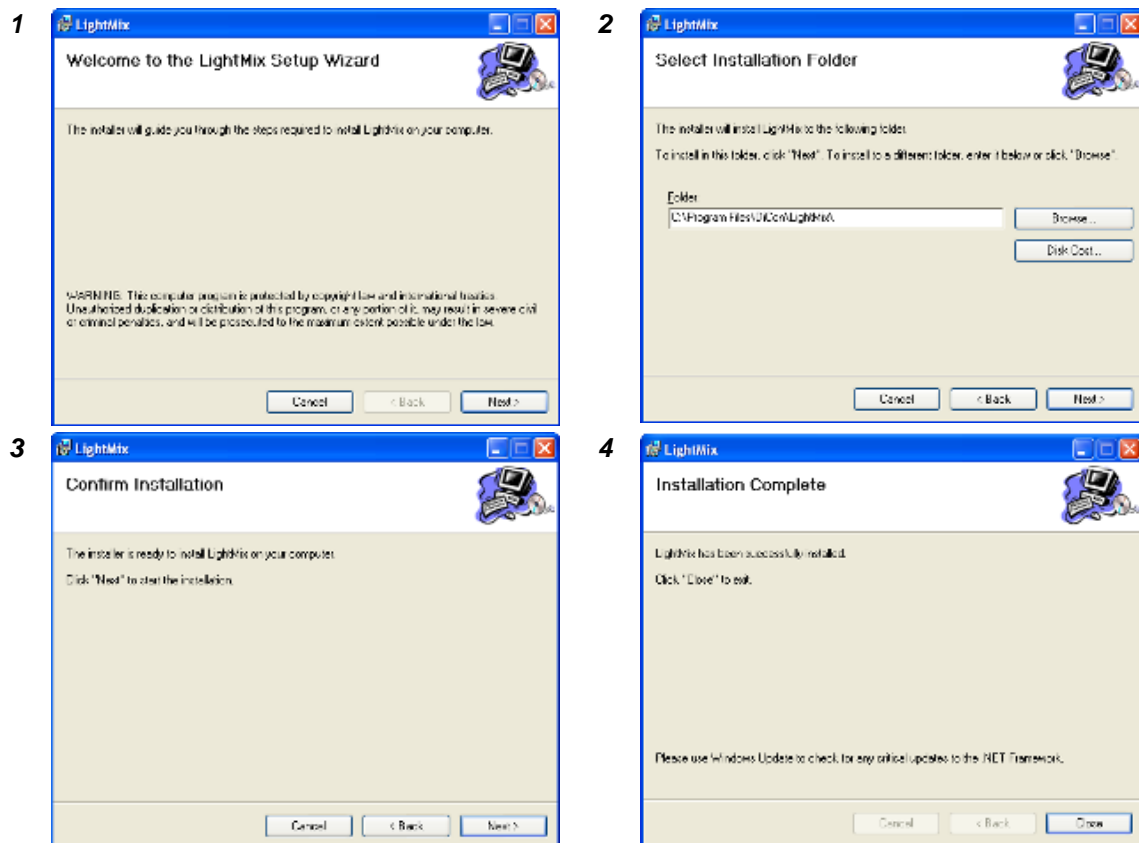 1
LightMix
Welcome to the LightMix Setup Wizard
The installer will guide you through the steps required to install LightMix on your computer.
WARNING: This computer program is protected by copyright law and international treaties.
Unauthorized duplication or distribution of this program, or any portion of it, may result in severe civil
or criminal penalties, and will be prosecuted to the maximum extent possible under the law.
Cancel
< Back
Next >
2
LightMix
Select Installation Folder
The installer will install LightMix to the following folder.
To install in this folder, click "Next". To install to a different folder, enter it below or click "Browse".
Folder
C:\Program Files\DiCon\LightMix\
Browse...
Disk Cost...
Cancel
< Back
Next >
3
LightMix
Confirm Installation
The installer is ready to install LightMix on your computer.
Click "Next" to start the installation.
Cancel
< Back
Next >
4
LightMix
Installation Complete
LightMix has been successfully installed.
Click "Close" to exit.
Please use Windows Update to check for any critical updates to the .NET Framework.
Cancel
< Back
Close